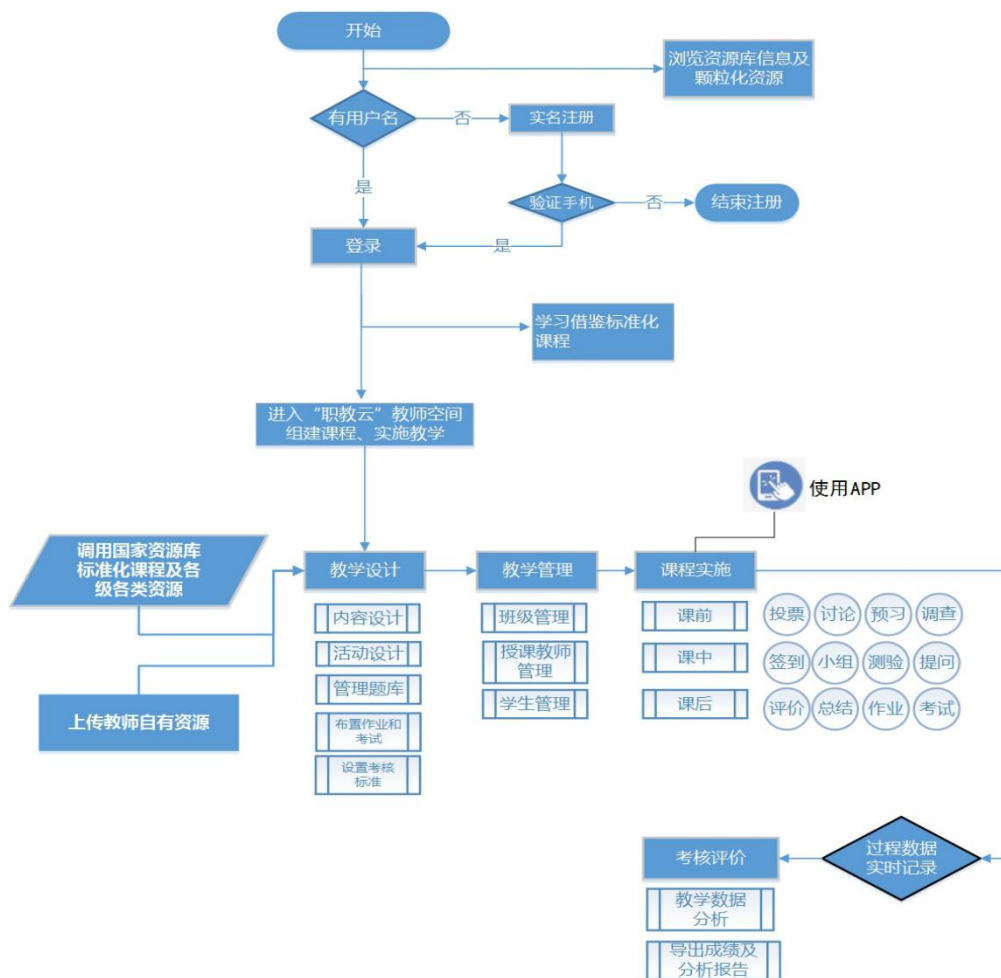 开始
浏览资源库信息及
颗粒化资源
有用户名
否
实名注册
是
验证手机
否
结束注册
登录
是
学习借鉴标准化
课程
进入“职教云”教师空间
组建课程、实施教学
使用APP
调用国家资源库
标准化课程及各
级各类资源
教学设计
教学管理
课程实施
内容设计
活动设计
管理题库
布置作业和
考试
设置考核
标准
班级管理
授课教师
管理
学生管理
课前
投票 讨论 预习 调查
课中
签到 小组 测验 提问
课后
评价 总结 作业 考试
上传教师自有资源
过程数据
实时记录
考核评价
教学数据
分析
导出成绩及
分析报告